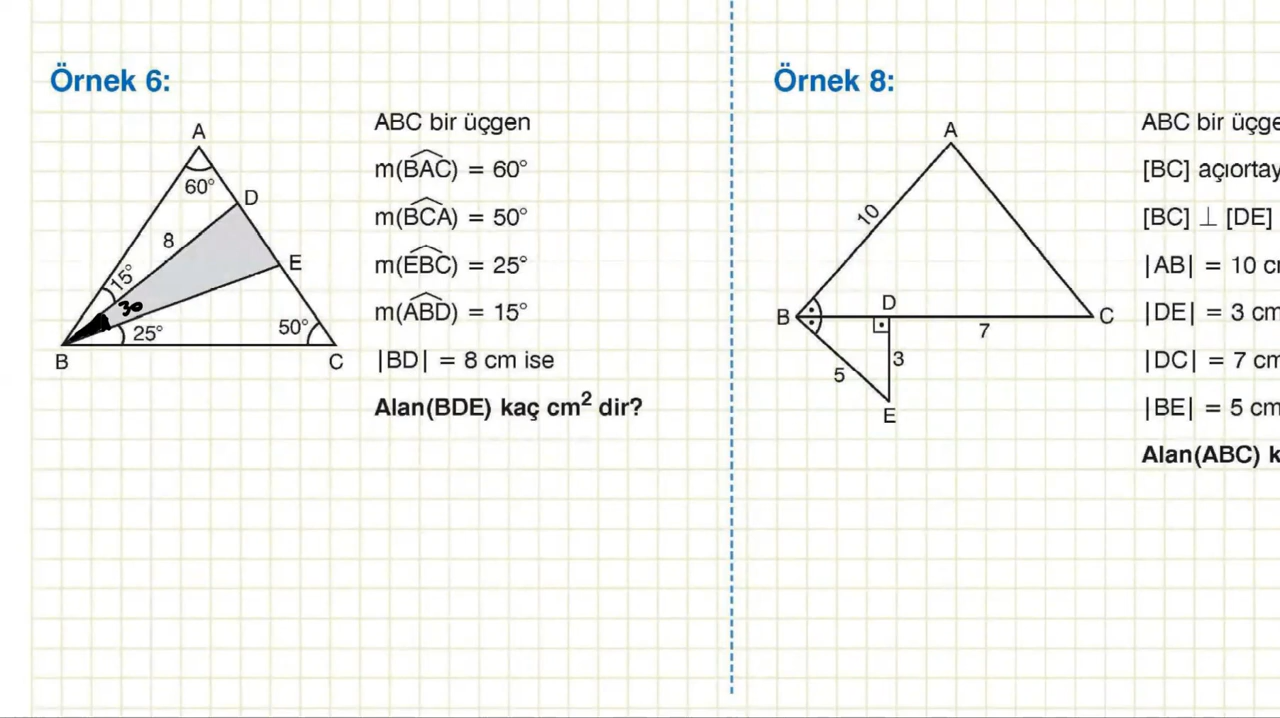 Örnek 6:
A
60°
D
8
E
15°
30
25°
50°
B
C
ABC bir üçgen
m(BAC) = 60°
m(BCA) = 50°
m(EBC) = 25°
m(ABD) = 15°
|BD| = 8 cm ise
Alan(BDE) kaç cm² dir?
Örnek 8:
A
10
B
D
C
7
3
5
E
ABC bir üçge
[BC] açıortay
[BC] ⊥ [DE]
|AB| = 10 c
|DE| = 3 cm
|DC| = 7 cm
|BE| = 5 cm
Alan(ABC) k